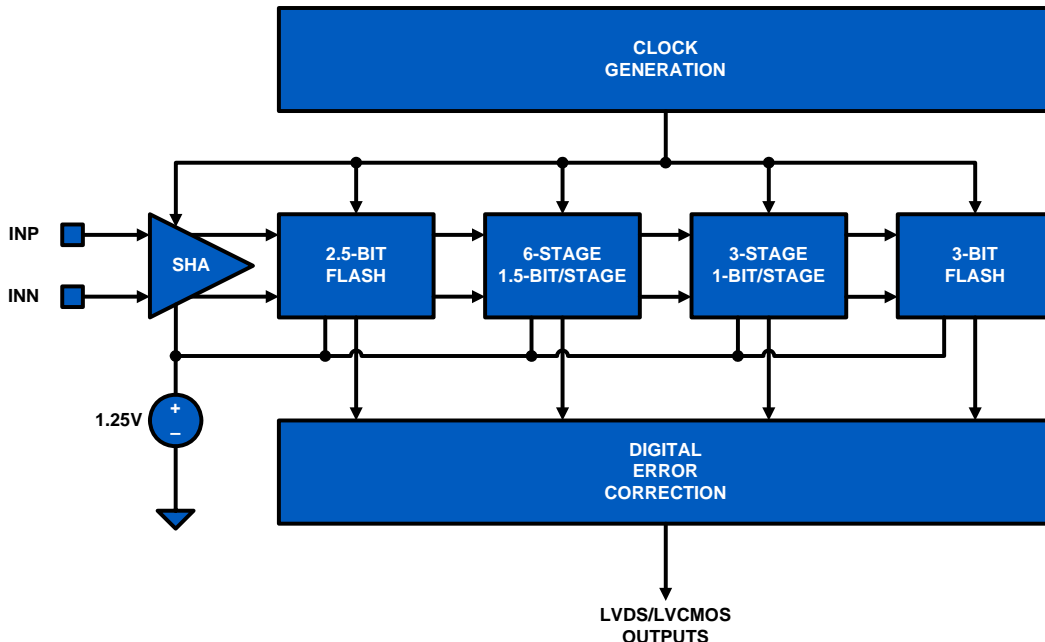 CLOCK
GENERATION
INP
INN
SHA
2.5-BIT
FLASH
6-STAGE
1.5-BIT/STAGE
3-STAGE
1-BIT/STAGE
3-BIT
FLASH
1.25V
+
–
DIGITAL
ERROR
CORRECTION
LVDS/LVCMOS
OUTPUTS